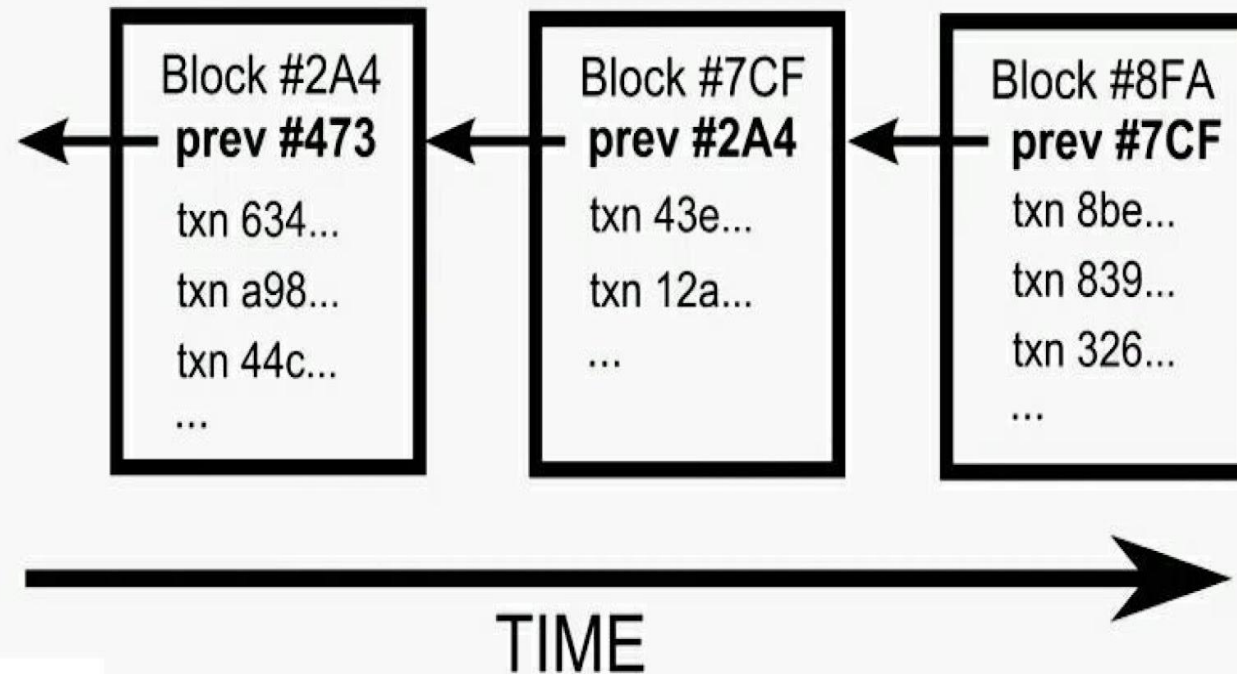 Block #2A4
prev #473
txn 634...
txn a98...
txn 44c...
...
Block #7CF
prev #2A4
txn 43e...
txn 12a...
...
Block #8FA
prev #7CF
txn 8be...
txn 839...
txn 326...
...
TIME